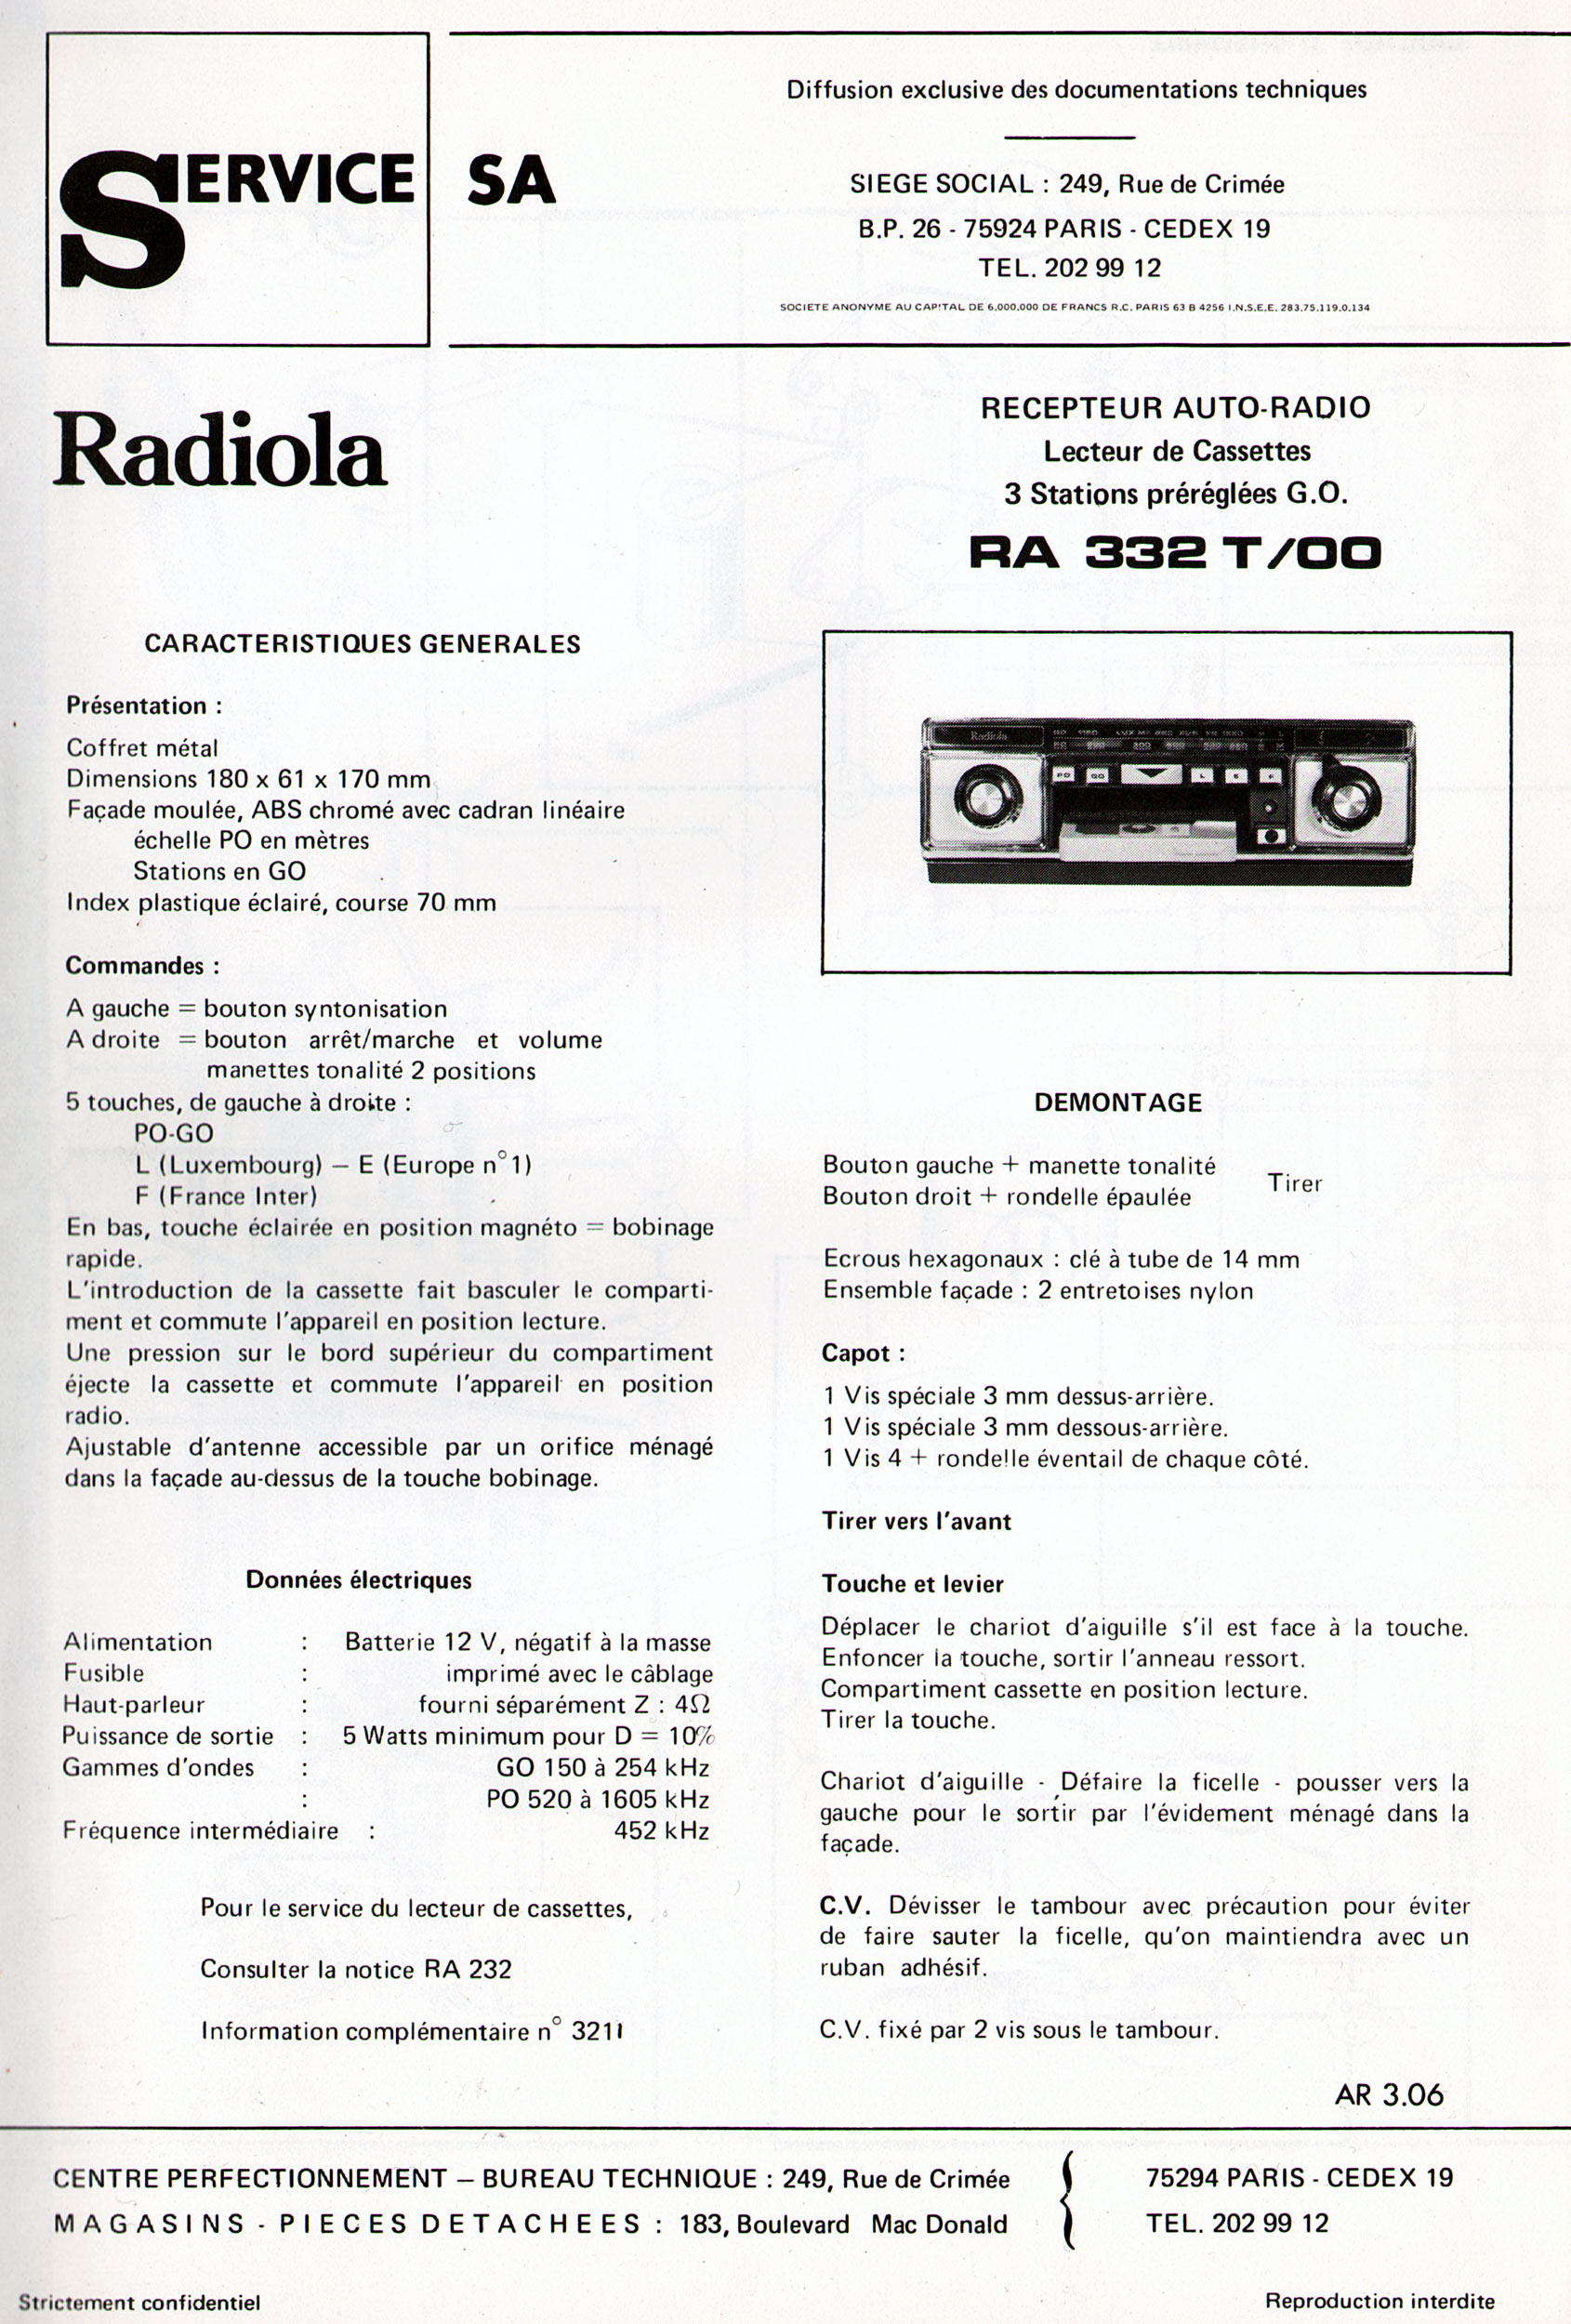 SERVICE SA
Diffusion exclusive des documentations techniques
SIEGE SOCIAL : 249, Rue de Crimée
B.P. 26 - 75924 PARIS - CEDEX 19
TEL. 202 99 12
SOCIETE ANONYME AU CAPITAL DE 6.000.000 DE FRANCS R.C. PARIS 63 B 4256 I.N.S.E.E. 283.75.119.0.134
Radiola
RECEPTEUR AUTO-RADIO
Lecteur de Cassettes
3 Stations préréglées G.O.
RA 332 T/00
CARACTERISTIQUES GENERALES
Présentation :
Coffret métal
Dimensions 180 x 61 x 170 mm
Façade moulée, ABS chromé avec cadran linéaire
échelle PO en mètres
Stations en GO
Index plastique éclairé, course 70 mm
Commandes :
A gauche = bouton syntonisation
A droite = bouton arrêt/marche et volume
manettes tonalité 2 positions
5 touches, de gauche à droite :
PO-GO
L (Luxembourg) – E (Europe n°1)
F (France Inter)
En bas, touche éclairée en position magnéto = bobinage
rapide.
L'introduction de la cassette fait basculer le comparti-
ment et commute l'appareil en position lecture.
Une pression sur le bord supérieur du compartiment
éjecte la cassette et commute l'appareil en position
radio.
Ajustable d'antenne accessible par un orifice ménagé
dans la façade au-dessus de la touche bobinage.
Données électriques
Alimentation : Batterie 12 V, négatif à la masse
Fusible : imprimé avec le câblage
Haut-parleur : fourni séparément Z : 4Ω
Puissance de sortie : 5 Watts minimum pour D = 10%
Gammes d'ondes : GO 150 à 254 kHz
: PO 520 à 1605 kHz
Fréquence intermédiaire : 452 kHz
Pour le service du lecteur de cassettes,
Consulter la notice RA 232
Information complémentaire n° 3211
Radiola
PO GO L E F
DEMONTAGE
Bouton gauche + manette tonalité
Bouton droit + rondelle épaulée
Tirer
Ecrous hexagonaux : clé à tube de 14 mm
Ensemble façade : 2 entretoises nylon
Capot :
1 Vis spéciale 3 mm dessus-arrière.
1 Vis spéciale 3 mm dessous-arrière.
1 Vis 4 + rondelle éventail de chaque côté.
Tirer vers l'avant
Touche et levier
Déplacer le chariot d'aiguille s'il est face à la touche.
Enfoncer la touche, sortir l'anneau ressort.
Compartiment cassette en position lecture.
Tirer la touche.
Chariot d'aiguille - Défaire la ficelle - pousser vers la
gauche pour le sortir par l'évidement ménagé dans la
façade.
C.V. Dévisser le tambour avec précaution pour éviter
de faire sauter la ficelle, qu'on maintiendra avec un
ruban adhésif.
C.V. fixé par 2 vis sous le tambour.
AR 3.06
CENTRE PERFECTIONNEMENT – BUREAU TECHNIQUE : 249, Rue de Crimée
MAGASINS - PIECES DETACHEES : 183, Boulevard Mac Donald
75294 PARIS - CEDEX 19
TEL. 202 99 12
Strictement confidentiel
Reproduction interdite